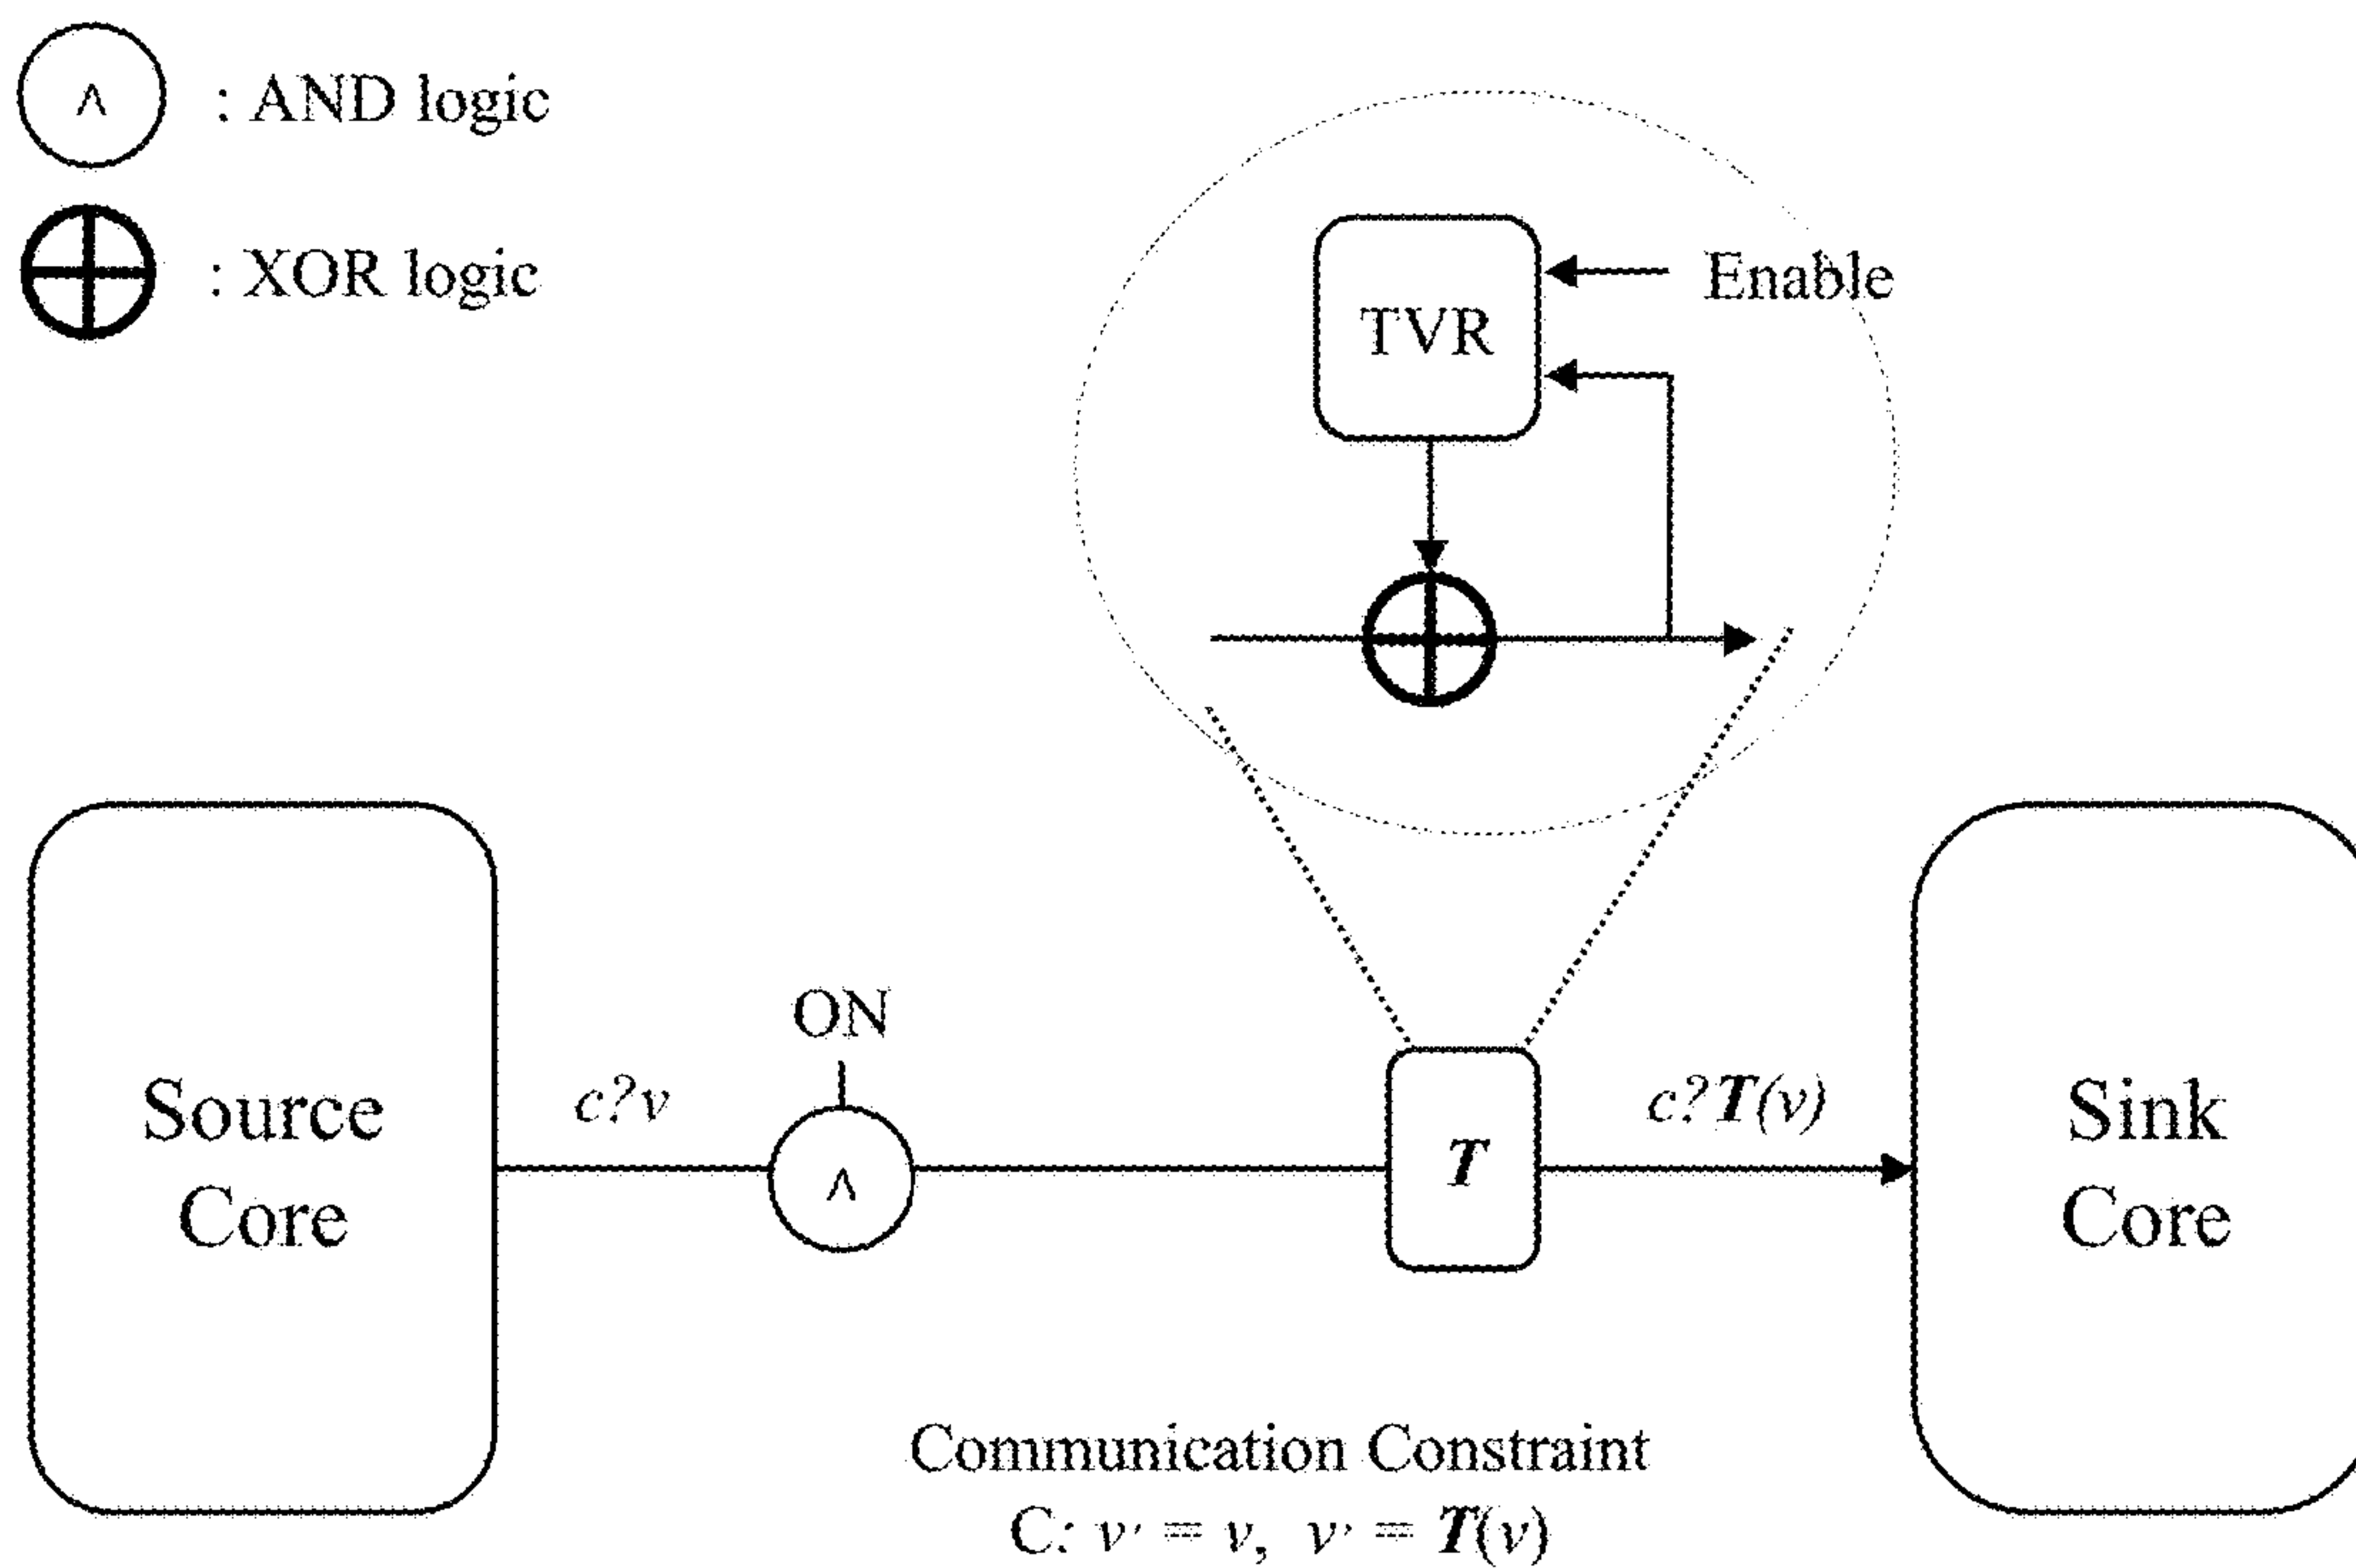 ∧ : AND logic
: XOR logic
TVR
Enable
ON
c?v
∧
T
c?T(v)
Source
Core
Sink
Core
Communication Constraint
C: v' = v, v' = T(v)